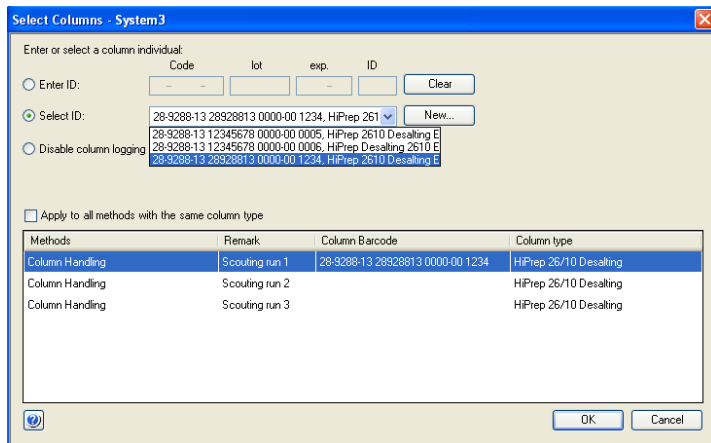 Select Columns - System3
Enter or select a column individual:
Code lot exp. ID
Enter ID: - - - Clear
Select ID: 28-9288-13 28928813 0000-00 1234, HiPrep 261 New...
28-9288-13 12345678 0000-00 0005, HiPrep 2610 Desalting E
Disable column logging 28-9288-13 12345678 0000-00 0006, HiPrep Desalting 2610 E
28-9288-13 28928813 0000-00 1234, HiPrep 2610 Desalting E
Apply to all methods with the same column type
Methods Remark Column Barcode Column type
Column Handling Scouting run 1 28-9288-13 28928813 0000-00 1234 HiPrep 26/10 Desalting
Column Handling Scouting run 2 HiPrep 26/10 Desalting
Column Handling Scouting run 3 HiPrep 26/10 Desalting
? OK Cancel